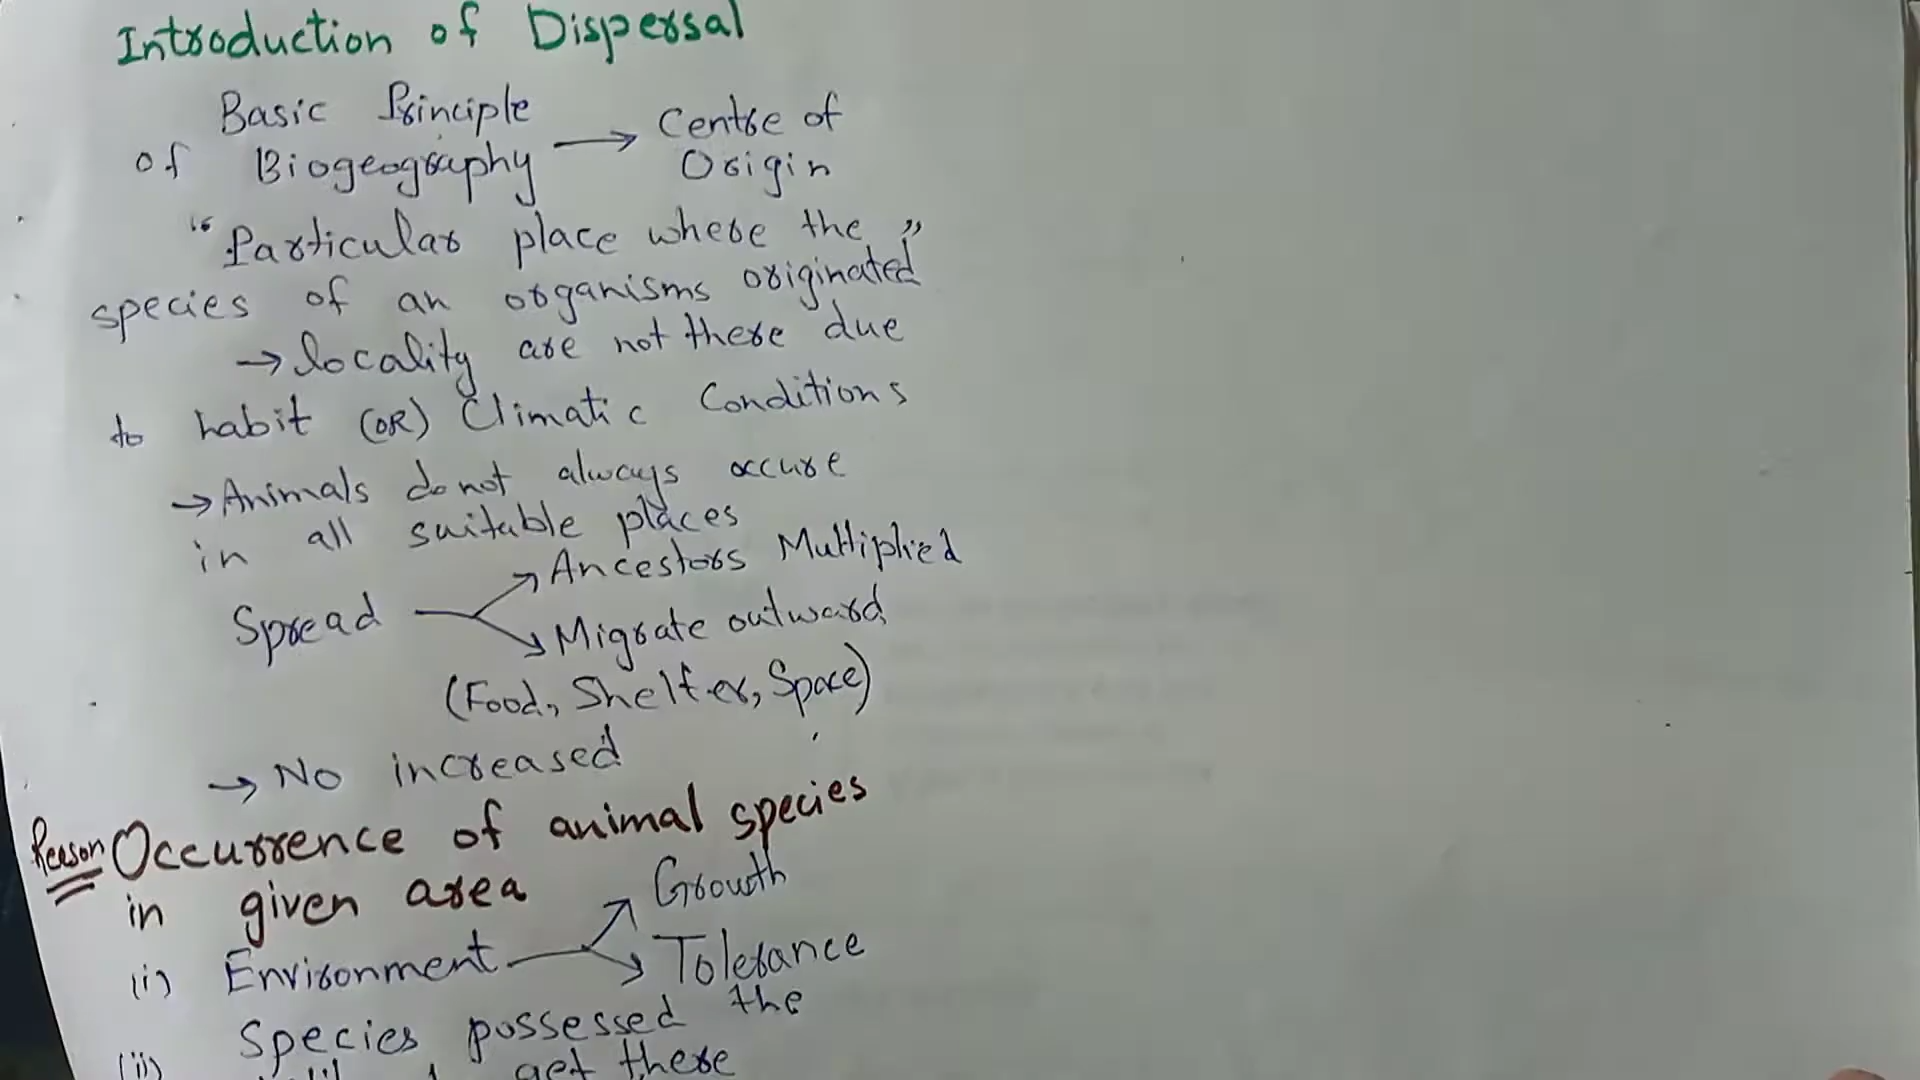 Introduction of Dispersal
Basic Principle
of Biogeography → Centre of
Origin
"Particular place where the"
species of an organisms originated
→ locality are not there due
to habit (OR) Climatic Conditions
→ Animals do not always occure
in all suitable places
Spread → Ancestors Multiplied
→ Migrate outward
(Food, Shelter, Space)
→ No increased
Reason Occurrence of animal species
in given area
(i) Environment → Growth
→ Tolerance
(ii) Species possessed the
get there